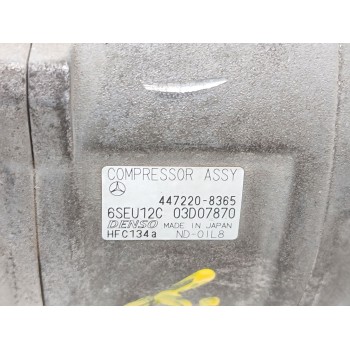 COMPRESSOR ASSY
447220-8365
6SEU12C 03D07870
DENSO MADE IN JAPAN
HFC134a ND-OIL8